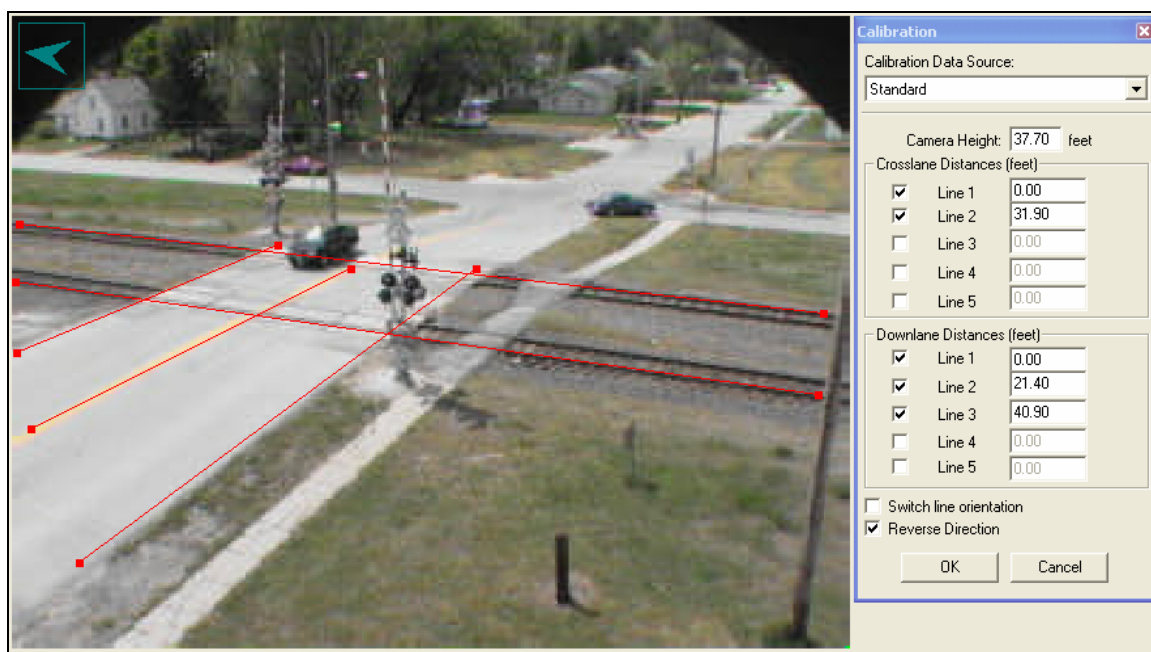 Calibration
Calibration Data Source:
Standard
Camera Height: 37.70 feet
Crosslane Distances (feet)
Line 1 0.00
Line 2 31.90
Line 3 0.00
Line 4 0.00
Line 5 0.00
Downlane Distances (feet)
Line 1 0.00
Line 2 21.40
Line 3 40.90
Line 4 0.00
Line 5 0.00
Switch line orientation
Reverse Direction
OK Cancel